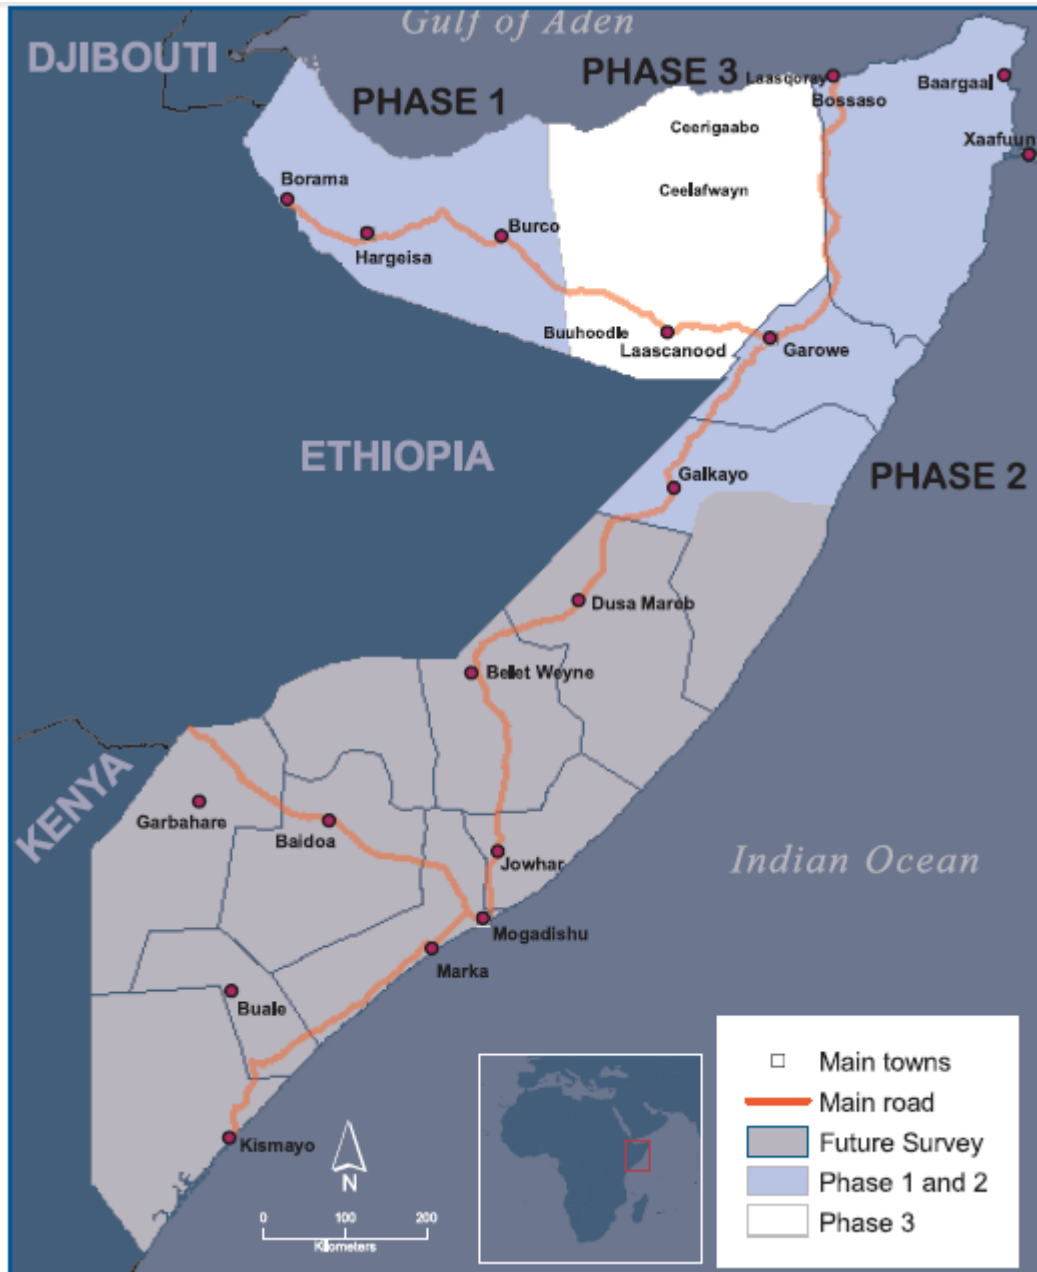 Gulf of Aden
DJIBOUTI
PHASE 3
Laasqoray
Baargaal
PHASE 1
Bossaso
Ceerigaabo
Xaafuun
Borama
Ceelafwayn
Burco
Hargeisa
Buuhoodle
Laascanood
Garowe
ETHIOPIA
Galkayo
PHASE 2
Dusa Mareb
Belet Weyne
KENYA
Garbahare
Baidoa
Jowhar
Indian Ocean
Mogadishu
Marka
Buale
Kismayo
N
0 100 200
Kilometers
Main towns
Main road
Future Survey
Phase 1 and 2
Phase 3